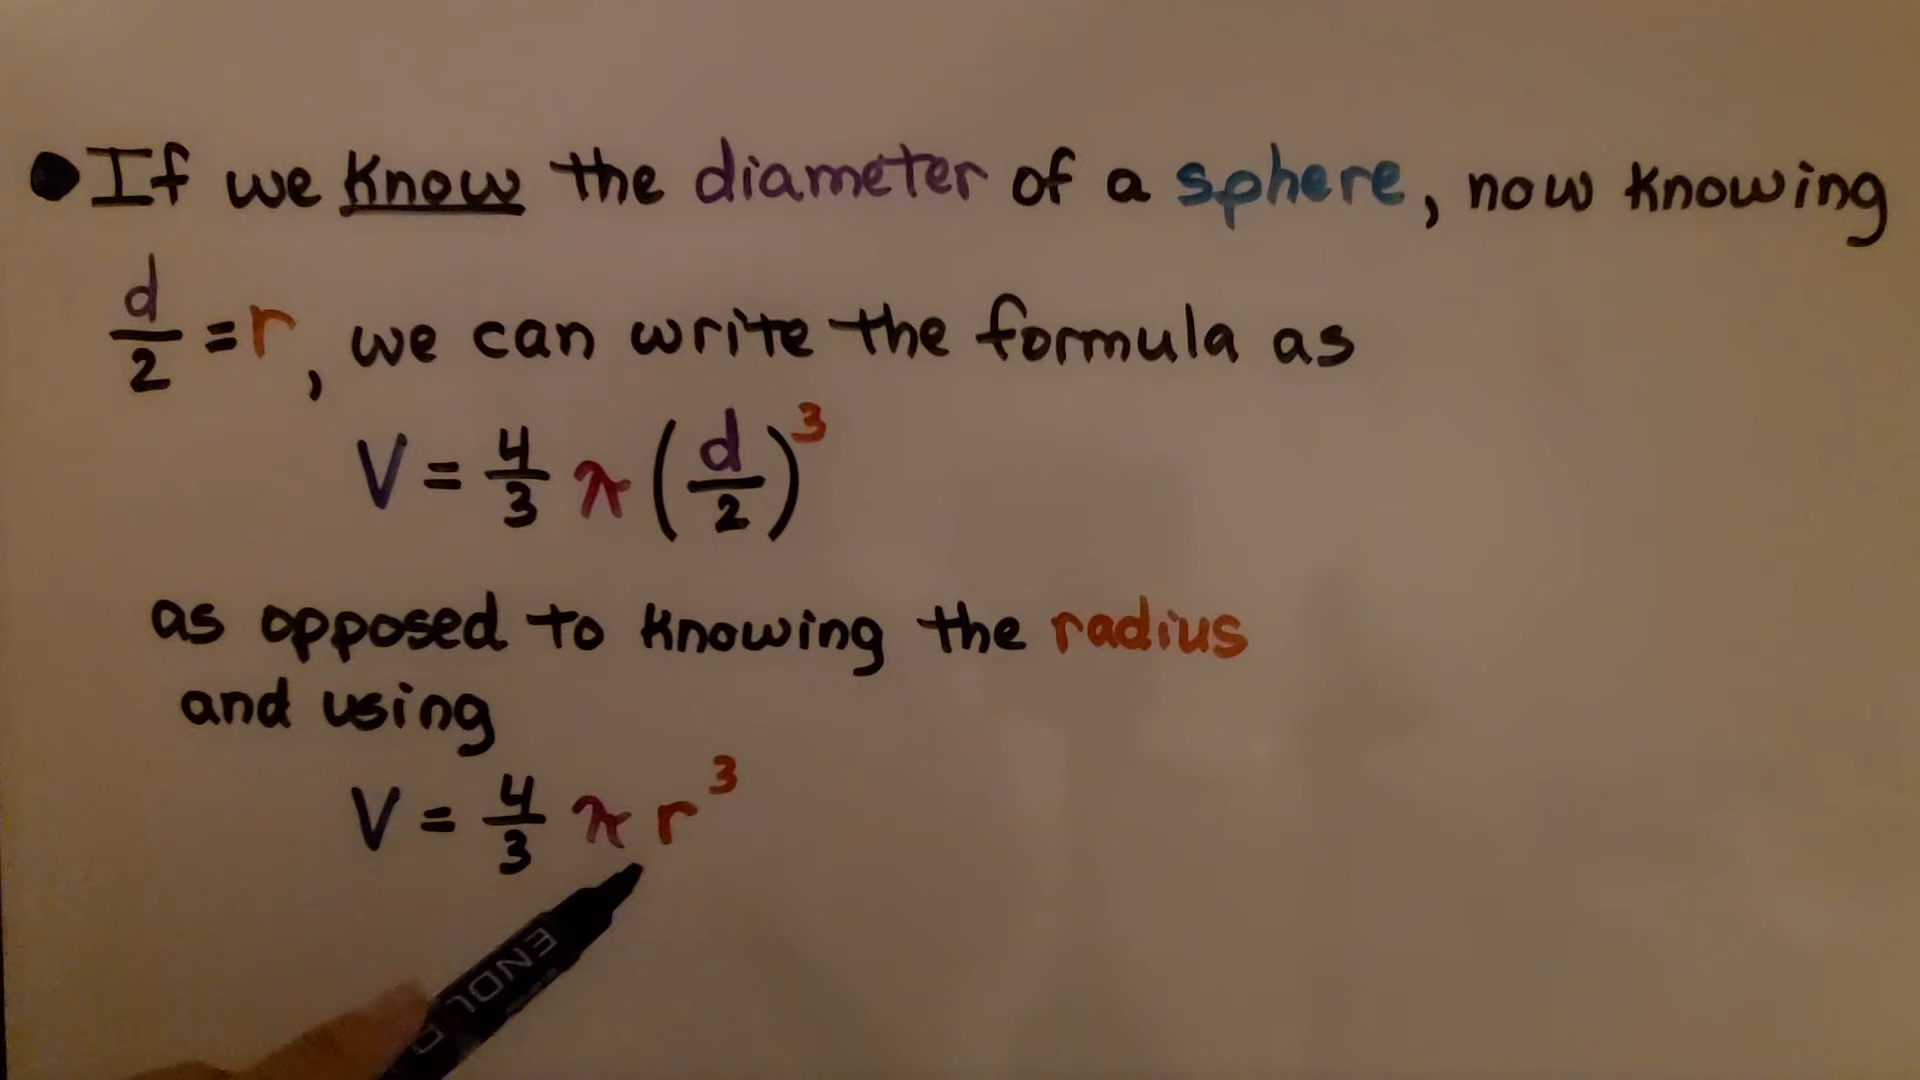 • If we know the diameter of a sphere, now knowing
d/2 = r, we can write the formula as
V = 4/3 π (d/2)³
as opposed to knowing the radius
and using
V = 4/3 π r³
ENDL